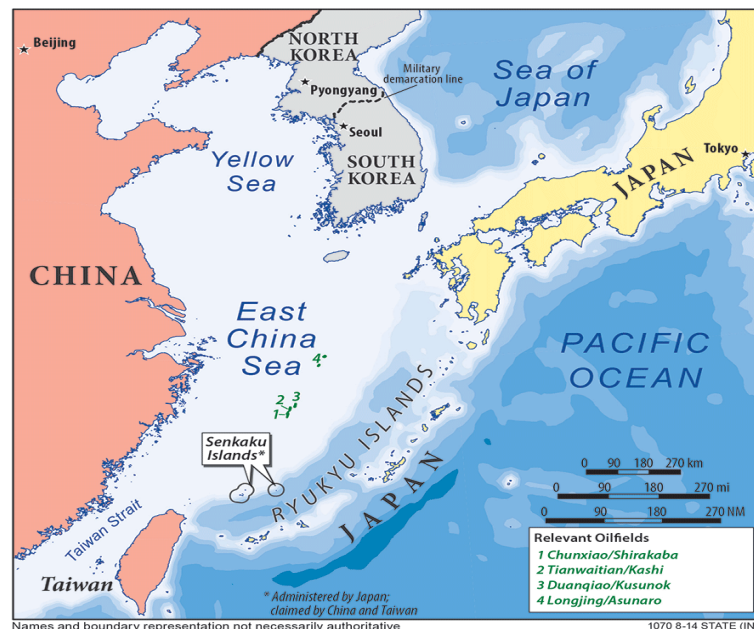 Beijing
NORTH
KOREA
Pyongyang
Military
demarcation line
Seoul
SOUTH
KOREA
Sea of
Japan
Yellow
Sea
JAPAN
Tokyo
CHINA
East
China
Sea
4
2
3
1
PACIFIC
OCEAN
Senkaku
Islands*
RYUKYU ISLANDS
JAPAN
Taiwan Strait
Taiwan
0 90 180 270 km
0 90 180 270 mi
0 90 180 270 NM
Relevant Oilfields
1 Chunxiao/Shirakaba
2 Tianwaitian/Kashi
3 Duanqiao/Kusunok
4 Longjing/Asunaro
* Administered by Japan;
claimed by China and Taiwan
Names and boundary representation not necessarily authoritative
1070 8-14 STATE (IN